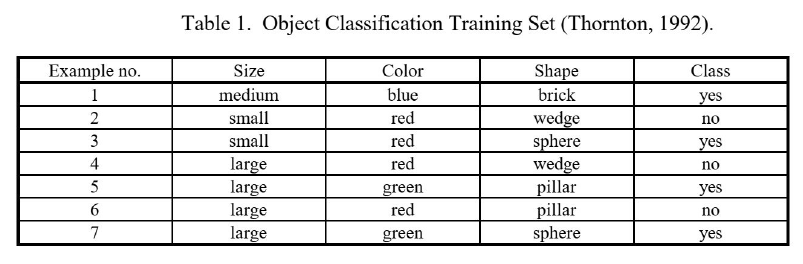 Table 1. Object Classification Training Set (Thornton, 1992).
Example no. Size Color Shape Class
1 medium blue brick yes
2 small red wedge no
3 small red sphere yes
4 large red wedge no
5 large green pillar yes
6 large red pillar no
7 large green sphere yes